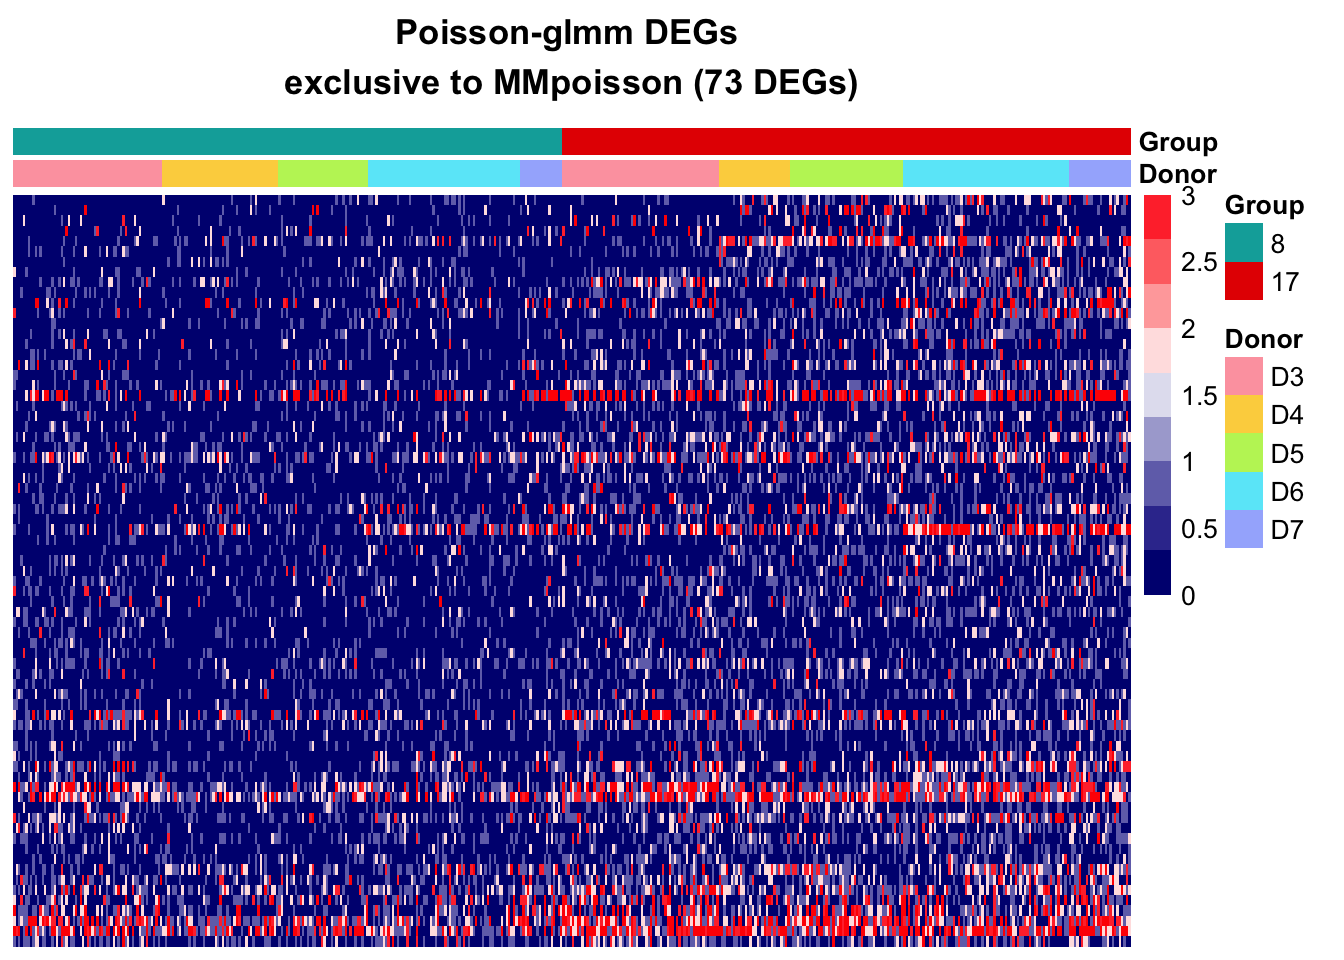 Poisson-glmm DEGs
exclusive to MMpoisson (73 DEGs)
Group
Donor
3
2.5
2
1.5
1
0.5
0
Group
8
17
Donor
D3
D4
D5
D6
D7